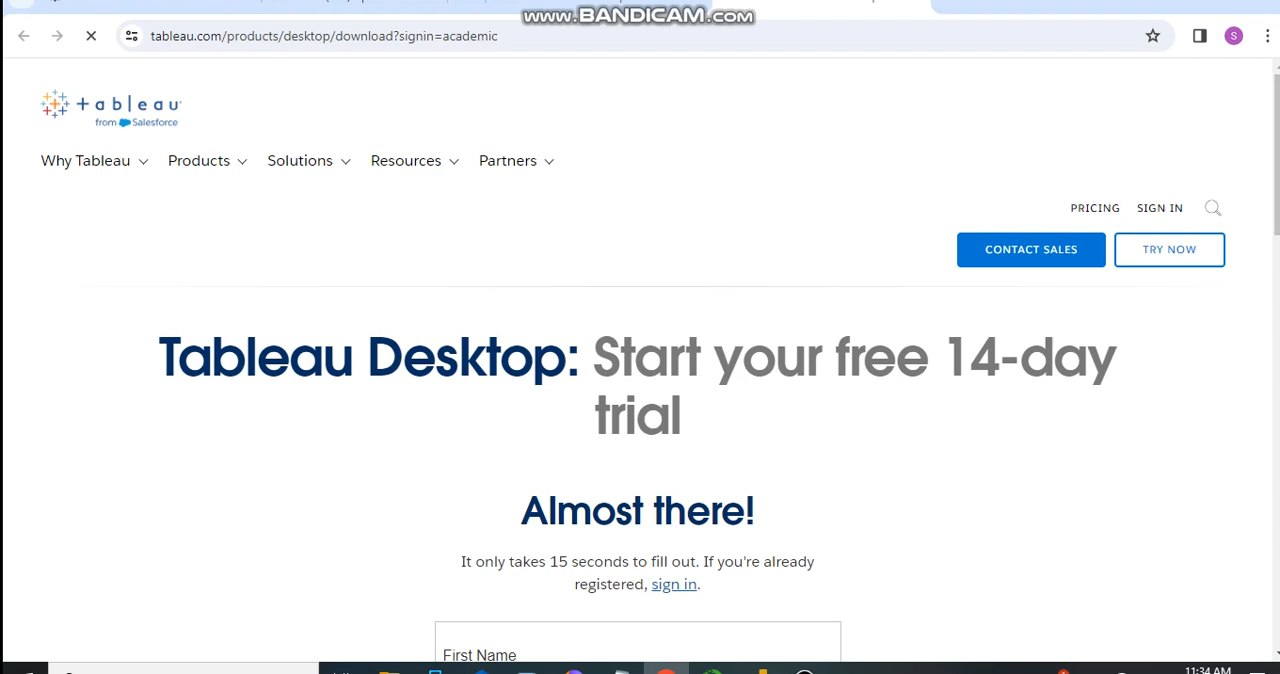 www.BANDICAM.com
tableau.com/products/desktop/download?signin=academic
S
+ableau
from Salesforce
Why Tableau
Products
Solutions
Resources
Partners
PRICING
SIGN IN
CONTACT SALES
TRY NOW
Tableau Desktop: Start your free 14-day
trial
Almost there!
It only takes 15 seconds to fill out. If you're already
registered, sign in.
First Name
11:34 AM